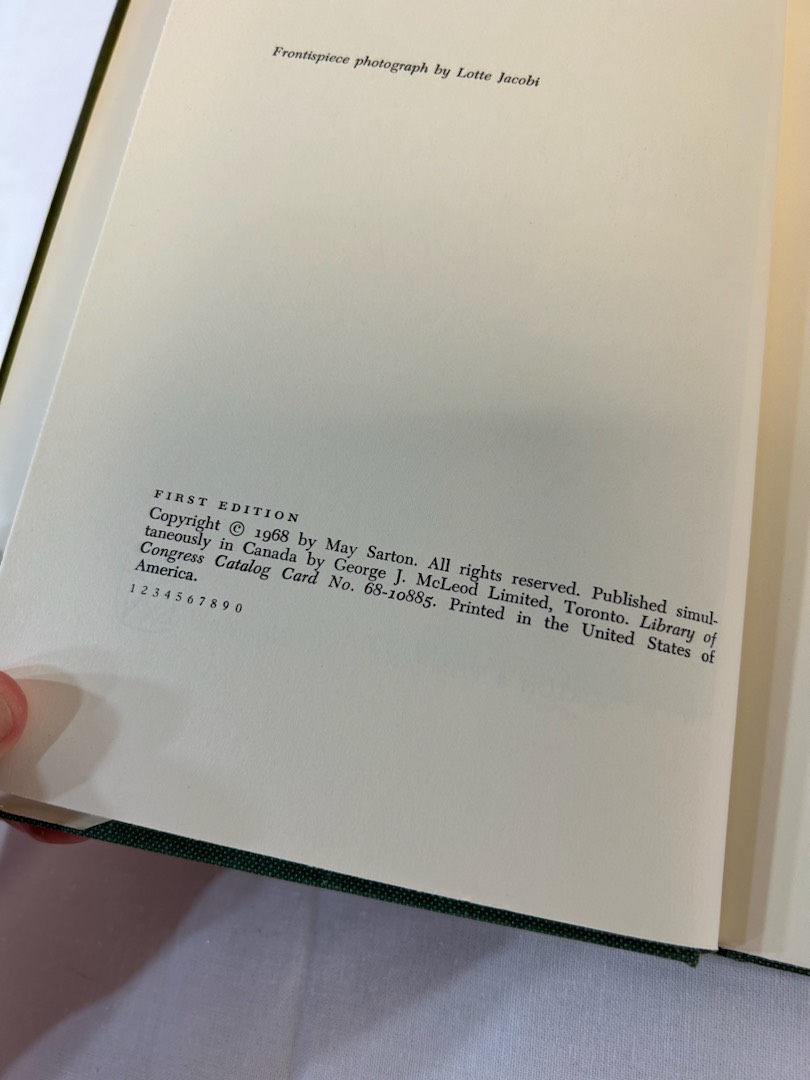 Frontispiece photograph by Lotte Jacobi
FIRST EDITION
Copyright © 1968 by May Sarton. All rights reserved. Published simul-
taneously in Canada by George J. McLeod Limited, Toronto. Library of
Congress Catalog Card No. 68-10885. Printed in the United States of
America.
1 2 3 4 5 6 7 8 9 0